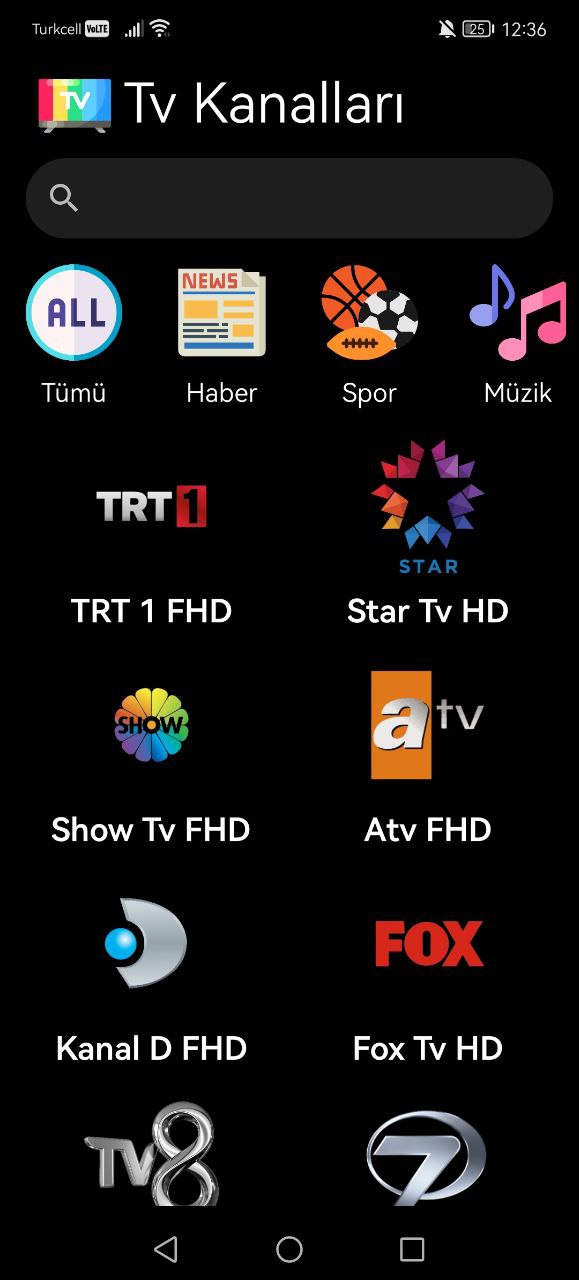 Turkcell VoLTE 25 12:36
TV Tv Kanalları
ALL NEWS
Tümü Haber Spor Müzik
TRT 1 STAR
TRT 1 FHD Star Tv HD
SHOW atv
Show Tv FHD Atv FHD
FOX
Kanal D FHD Fox Tv HD
TV8 7